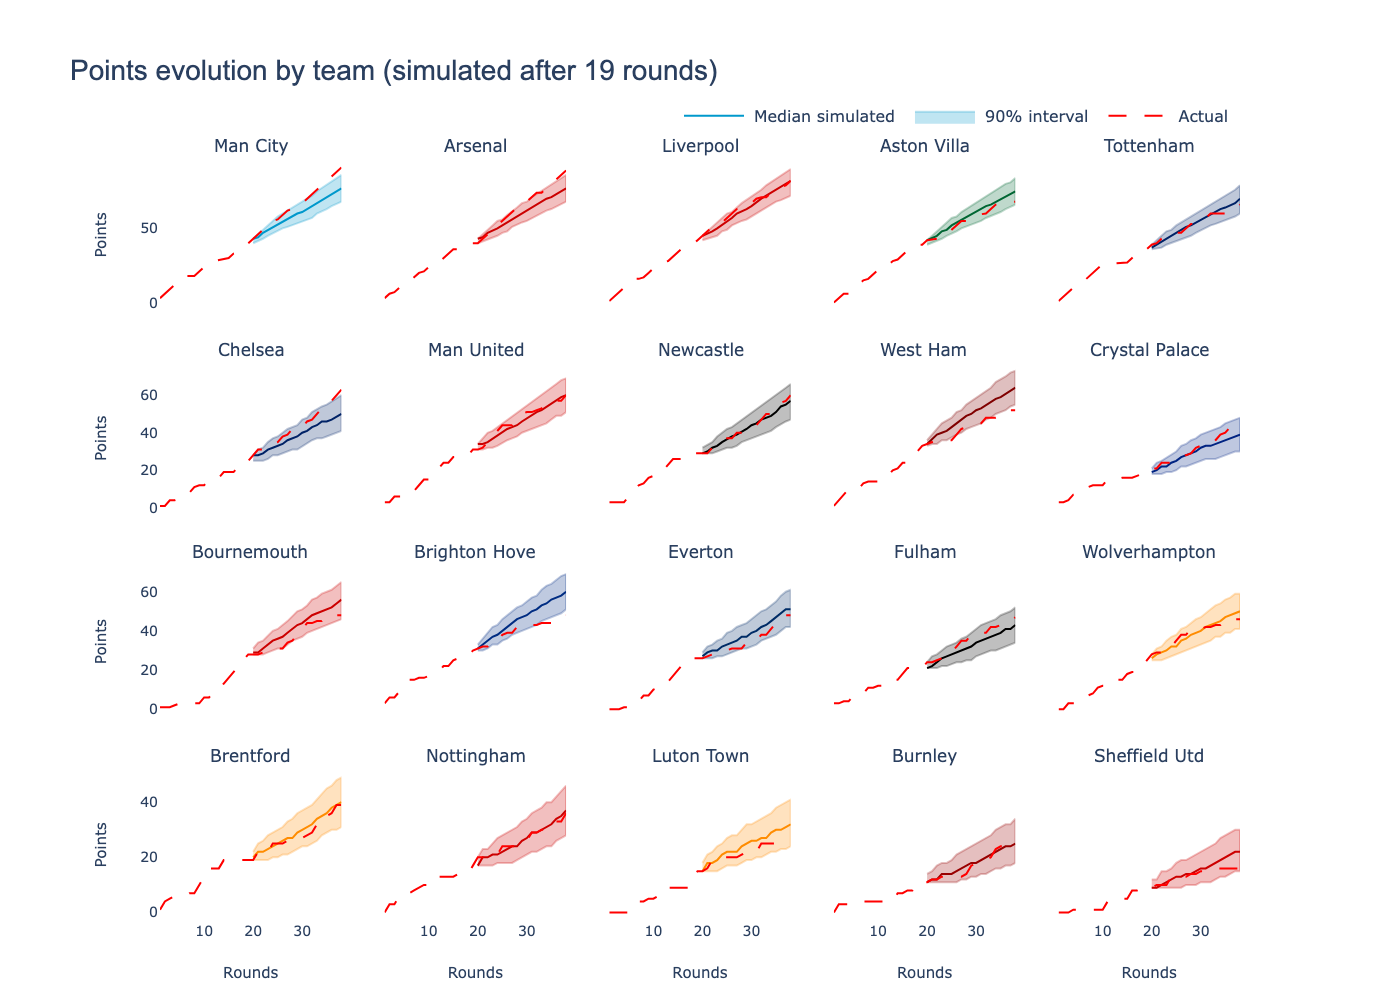 Points evolution by team (simulated after 19 rounds)
Median simulated 90% interval Actual
Man City Arsenal Liverpool Aston Villa Tottenham
Points
50
0
Chelsea Man United Newcastle West Ham Crystal Palace
Points
60
40
20
0
Bournemouth Brighton Hove Everton Fulham Wolverhampton
Points
60
40
20
0
Brentford Nottingham Luton Town Burnley Sheffield Utd
Points
40
20
0
10 20 30 10 20 30 10 20 30 10 20 30 10 20 30
Rounds Rounds Rounds Rounds Rounds